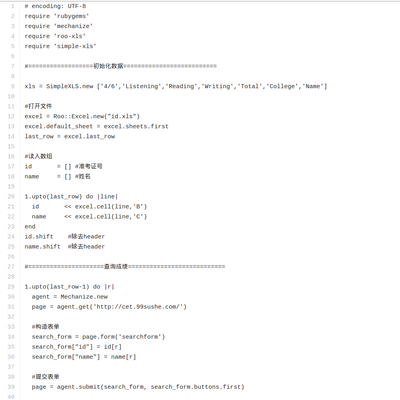 1 # encoding: UTF-8
2 require 'rubygems'
3 require 'mechanize'
4 require 'roo-xls'
5 require 'simple-xls'
6
7 #==================初始化数据==========================
8
9 xls = SimpleXLS.new ['4/6','Listening','Reading','Writing','Total','College','Name']
10
11 #打开文件
12 excel = Roo::Excel.new("id.xls")
13 excel.default_sheet = excel.sheets.first
14 last_row = excel.last_row
15
16 #读入数组
17 id       = [] #准考证号
18 name     = [] #姓名
19
20 1.upto(last_row) do |line|
21   id       << excel.cell(line,'B')
22   name     << excel.cell(line,'C')
23 end
24 id.shift    #除去header
25 name.shift  #除去header
26
27 #=====================查询成绩===========================
28
29 1.upto(last_row-1) do |r|
30   agent = Mechanize.new
31   page = agent.get('http://cet.99sushe.com/')
32
33   #构造表单
34   search_form = page.form('searchform')
35   search_form["id"] = id[r]
36   search_form["name"] = name[r]
37
38   #提交表单
39   page = agent.submit(search_form, search_form.buttons.first)
40